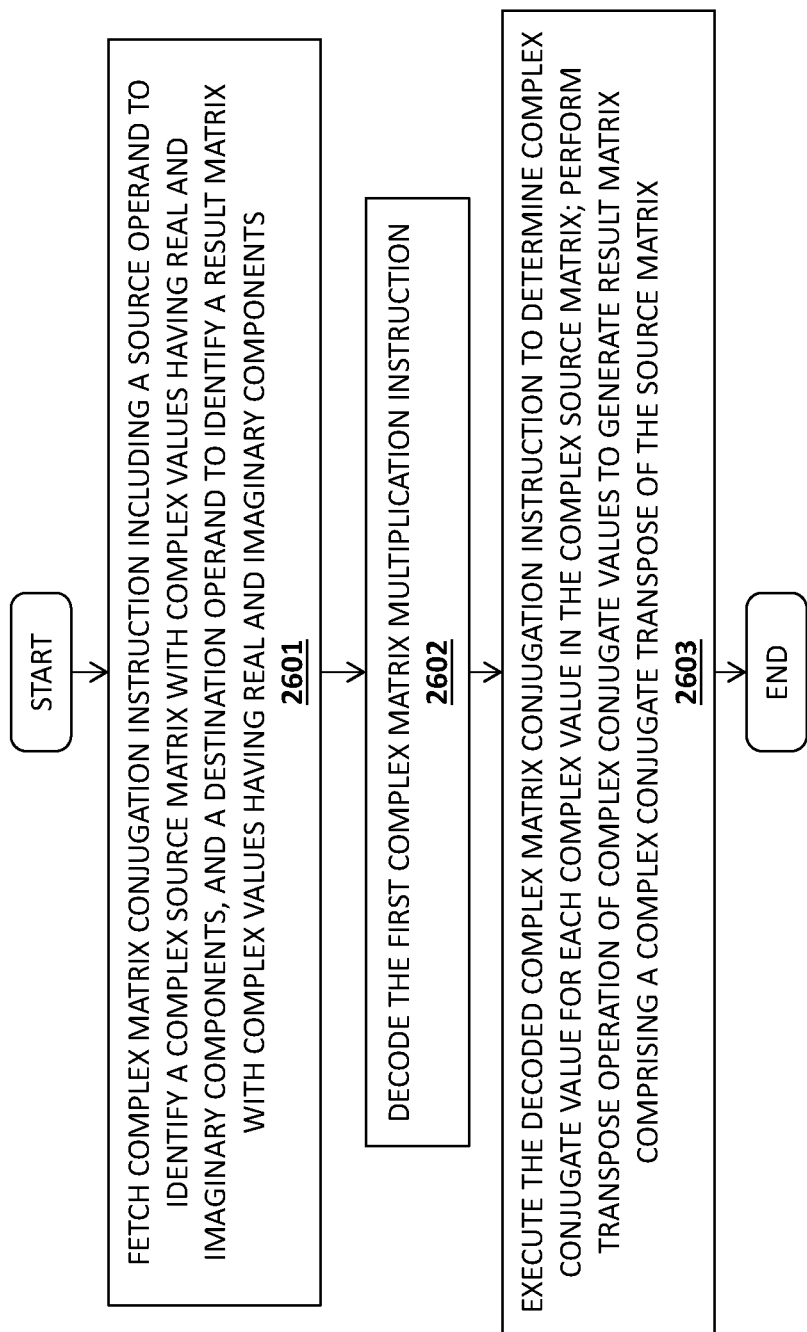 START
FETCH COMPLEX MATRIX CONJUGATION INSTRUCTION INCLUDING A SOURCE OPERAND TO
IDENTIFY A COMPLEX SOURCE MATRIX WITH COMPLEX VALUES HAVING REAL AND
IMAGINARY COMPONENTS, AND A DESTINATION OPERAND TO IDENTIFY A RESULT MATRIX
WITH COMPLEX VALUES HAVING REAL AND IMAGINARY COMPONENTS
2601
DECODE THE FIRST COMPLEX MATRIX MULTIPLICATION INSTRUCTION
2602
EXECUTE THE DECODED COMPLEX MATRIX CONJUGATION INSTRUCTION TO DETERMINE COMPLEX
CONJUGATE VALUE FOR EACH COMPLEX VALUE IN THE COMPLEX SOURCE MATRIX; PERFORM
TRANSPOSE OPERATION OF COMPLEX CONJUGATE VALUES TO GENERATE RESULT MATRIX
COMPRISING A COMPLEX CONJUGATE TRANSPOSE OF THE SOURCE MATRIX
2603
END